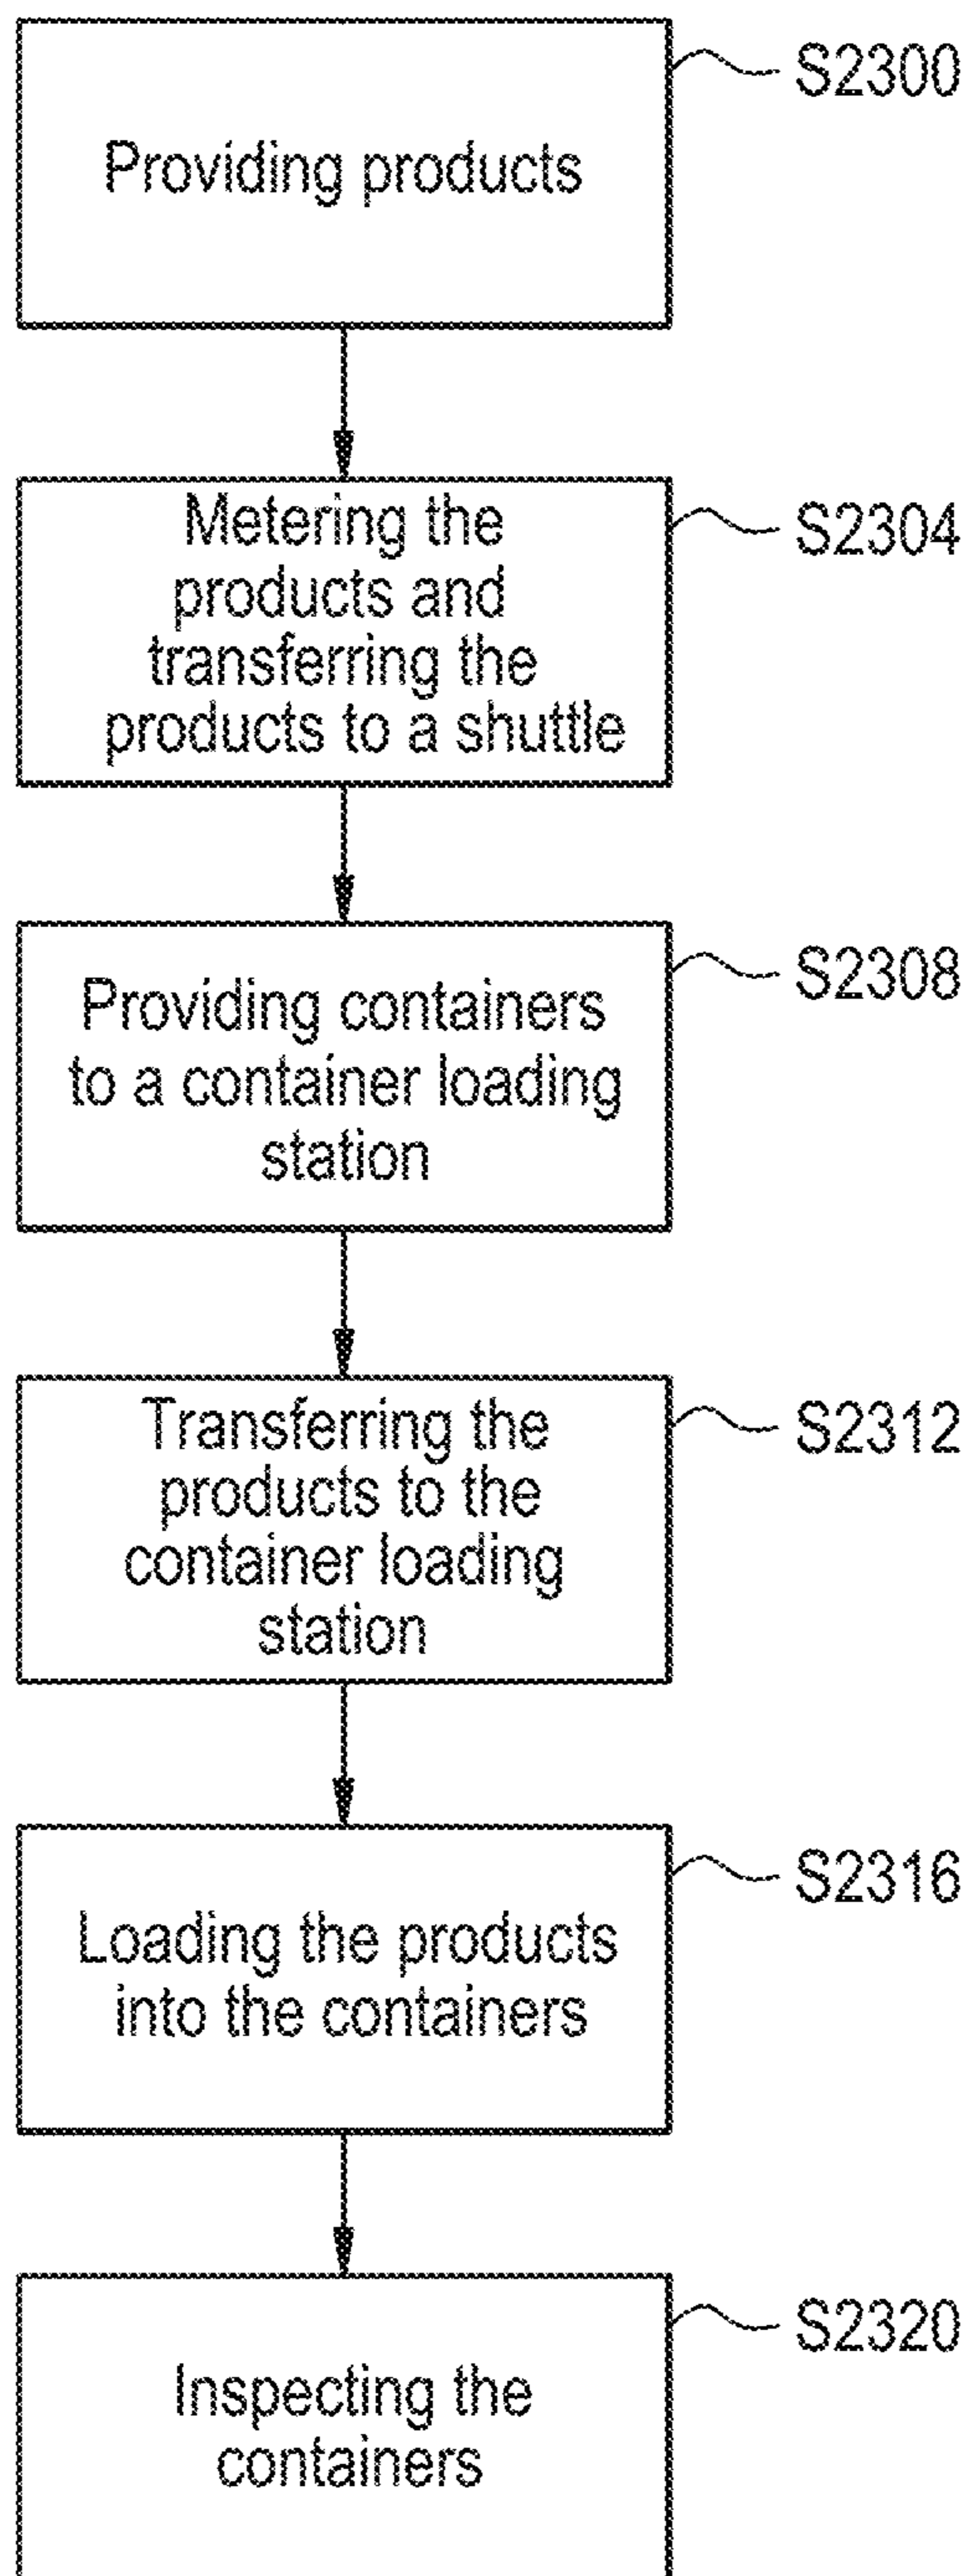 Providing products
S2300
Metering the
products and
transferring the
products to a shuttle
S2304
Providing containers
to a container loading
station
S2308
Transferring the
products to the
container loading
station
S2312
Loading the products
into the containers
S2316
Inspecting the
containers
S2320